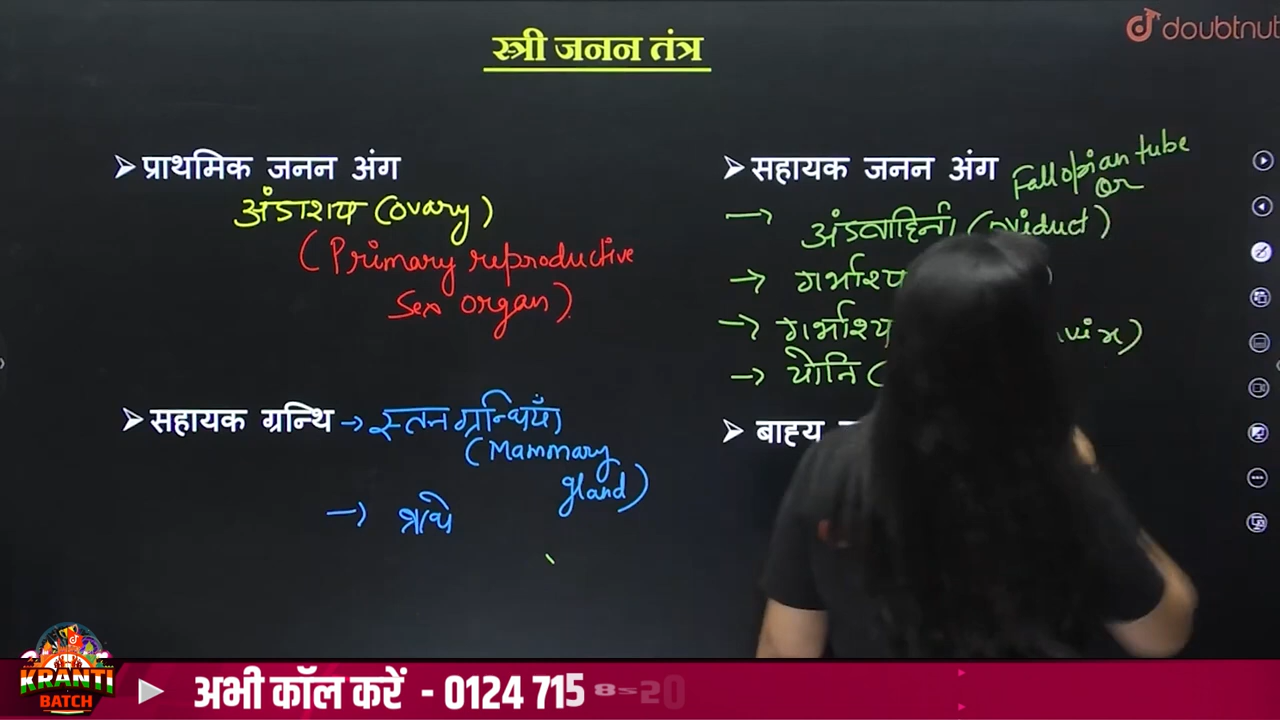 स्त्री जनन तंत्र
doubtnut
➢ प्राथमिक जनन अंग
अंडाशय (Ovary)
(Primary reproductive
Sex organ)
➢ सहायक जनन अंग
Fallopian tube
or
→ अंडवाहिनी (Oviduct)
→ गर्भाशय
→ गर्भाशय
→ योनि (
➢ सहायक ग्रन्थि → स्तन ग्रन्थियाँ
(Mammary
gland)
→
➢ बाह्य
KRANTI
BATCH
अभी कॉल करें - 0124 715